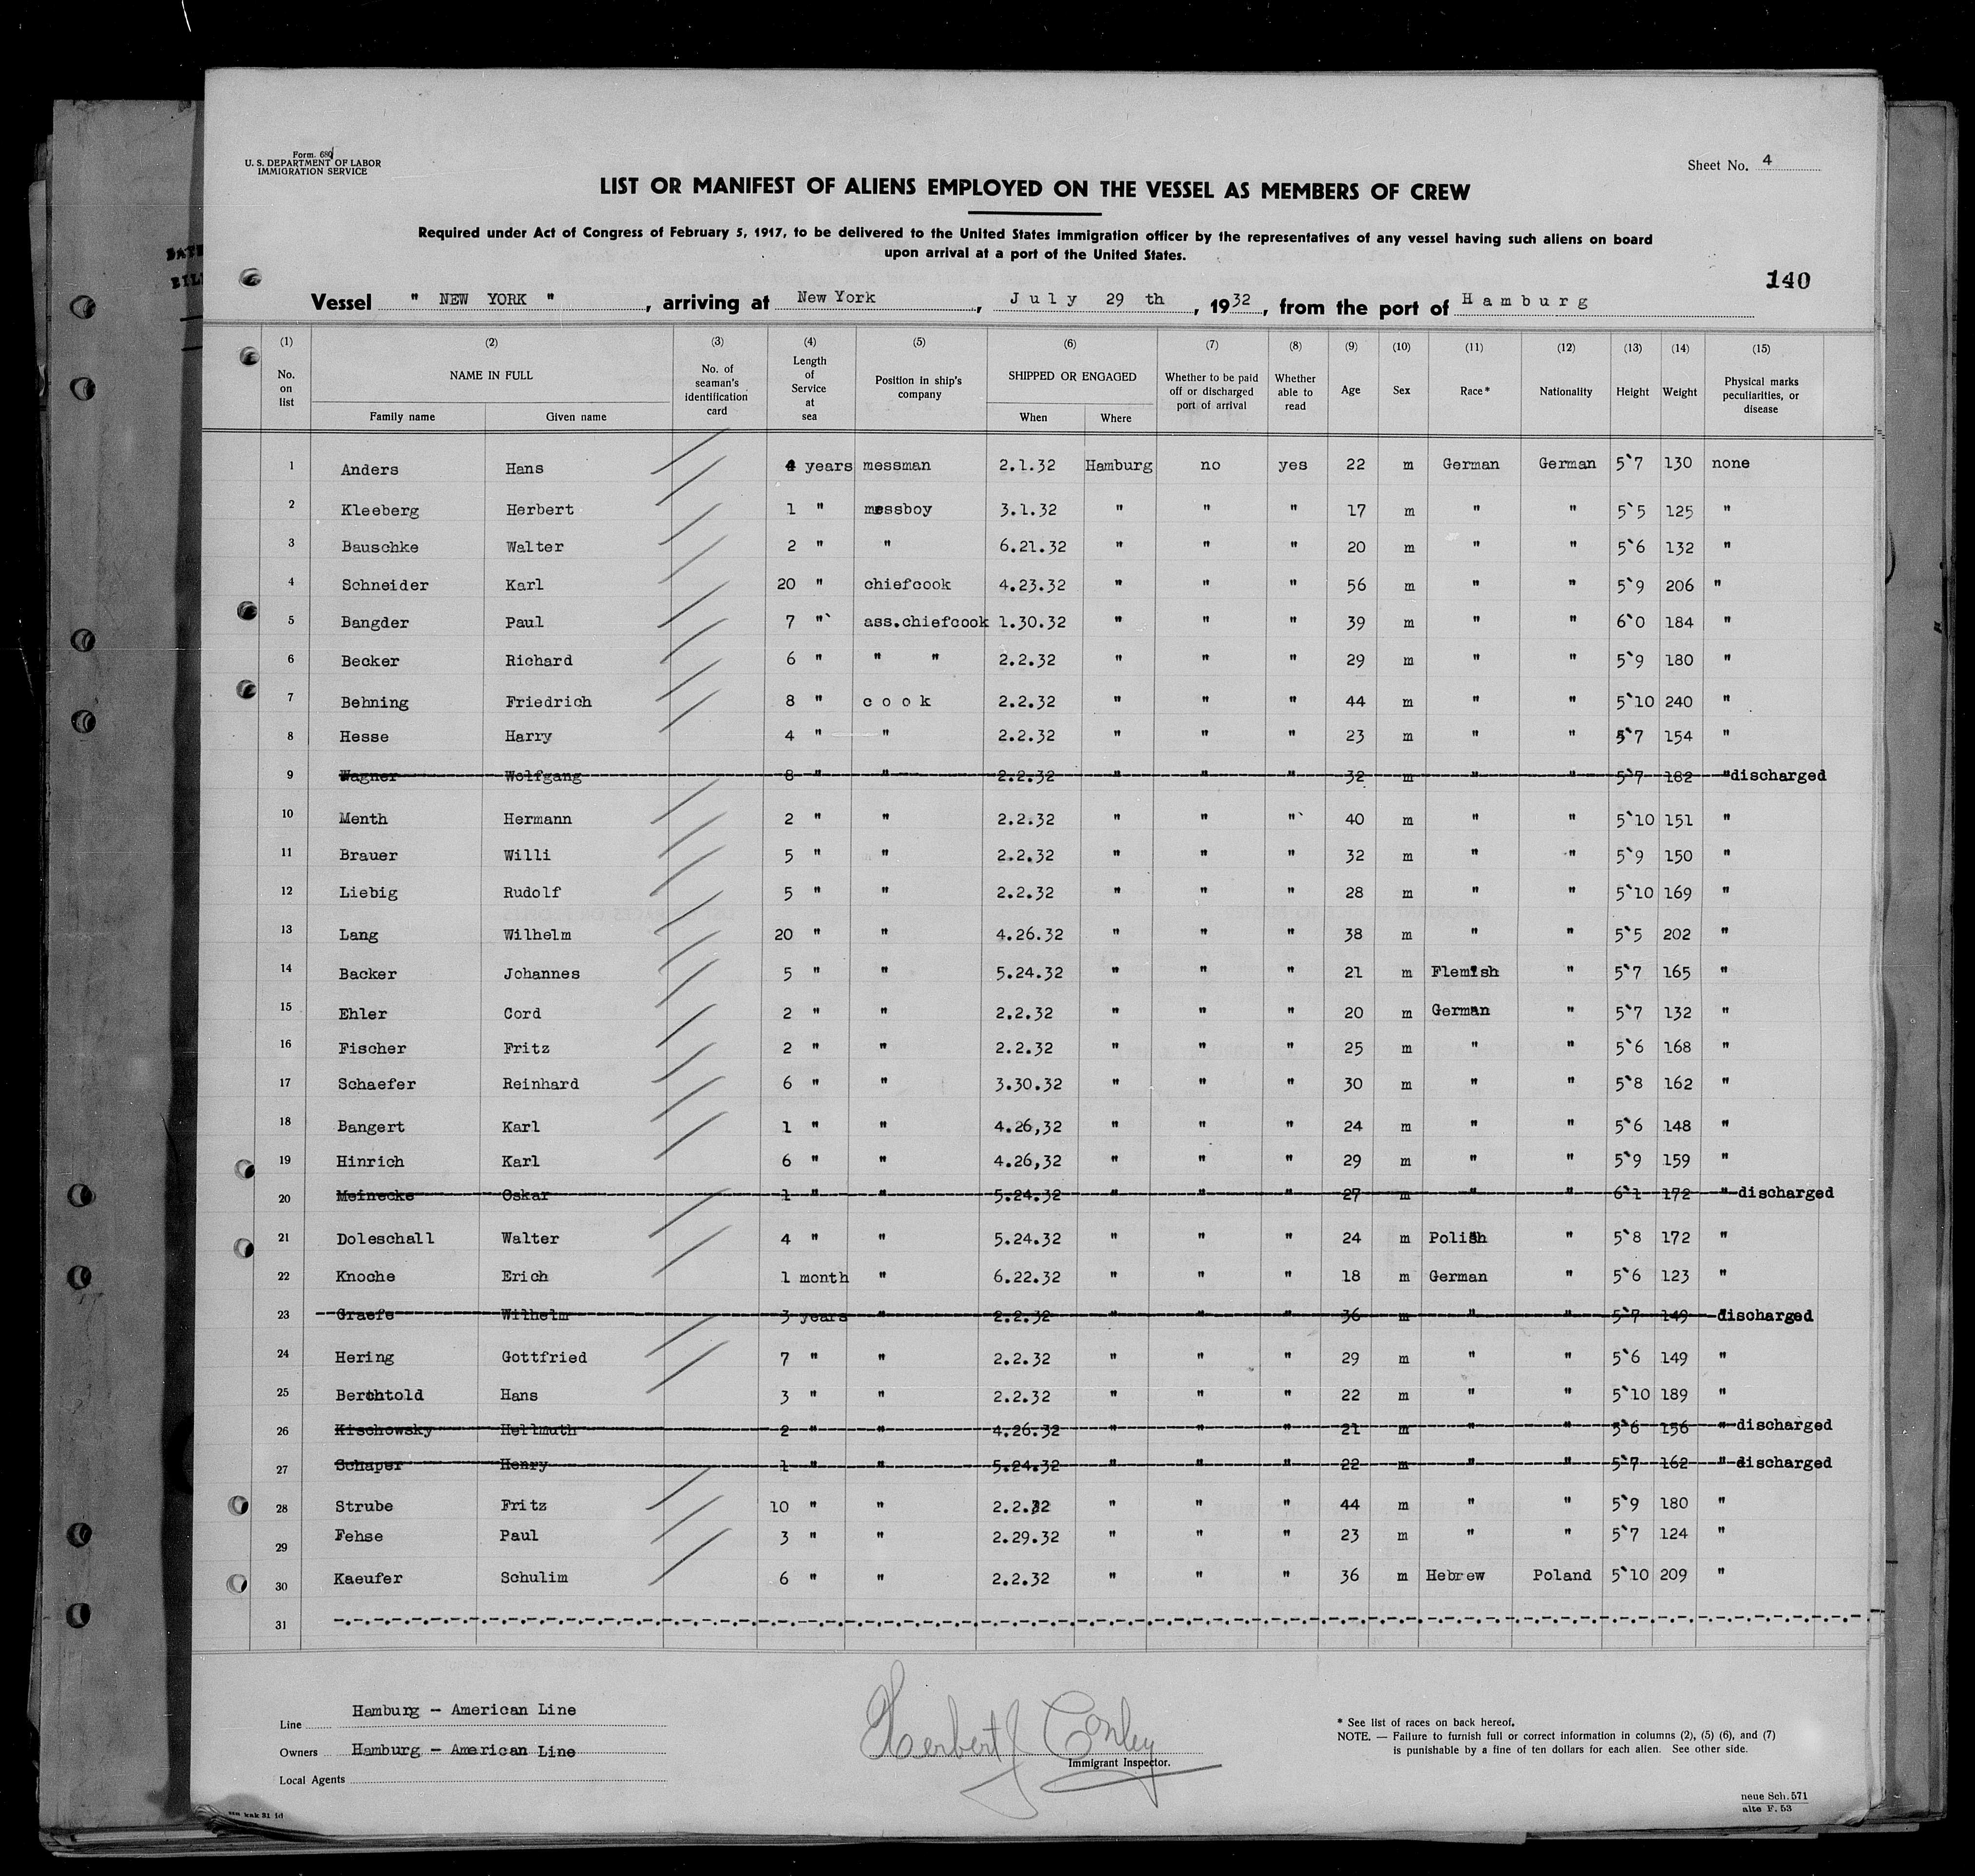 Form. 680
U. S. DEPARTMENT OF LABOR
IMMIGRATION SERVICE
Sheet No. 4
LIST OR MANIFEST OF ALIENS EMPLOYED ON THE VESSEL AS MEMBERS OF CREW
Required under Act of Congress of February 5, 1917, to be delivered to the United States immigration officer by the representatives of any vessel having such aliens on board
upon arrival at a port of the United States.
140
Vessel " NEW YORK " , arriving at New York , July 29 th , 1932, from the port of Hamburg
(1) No. on list (2) NAME IN FULL Family name Given name (3) No. of seaman's identification card (4) Length of Service at sea (5) Position in ship's company (6) SHIPPED OR ENGAGED When Where (7) Whether to be paid off or discharged port of arrival (8) Whether able to read (9) Age (10) Sex (11) Race* (12) Nationality (13) Height (14) Weight (15) Physical marks peculiarities, or disease
1 Anders Hans 4 years messman 2.1.32 Hamburg no yes 22 m German German 5`7 130 none
2 Kleeberg Herbert 1 " messboy 3.1.32 " " " 17 m " " 5`5 125 "
3 Bauschke Walter 2 " " 6.21.32 " " " 20 m " " 5`6 132 "
4 Schneider Karl 20 " chiefcook 4.23.32 " " " 56 m " " 5`9 206 "
5 Bangder Paul 7 "` ass.chiefcook 1.30.32 " " " 39 m " " 6`0 184 "
6 Becker Richard 6 " " " 2.2.32 " " " 29 m " " 5`9 180 "
7 Behning Friedrich 8 " c o o k 2.2.32 " " " 44 m " " 5`10 240 "
8 Hesse Harry 4 " " 2.2.32 " " " 23 m " " 5`7 154 "
9 Wagner Wolfgang 8 " " 2.2.32 " " " 32 m " " 5`7 182 "discharged
10 Menth Hermann 2 " " 2.2.32 " " "` 40 m " " 5`10 151 "
11 Brauer Willi 5 " " 2.2.32 " " " 32 m " " 5`9 150 "
12 Liebig Rudolf 5 " " 2.2.32 " " " 28 m " " 5`10 169 "
13 Lang Wilhelm 20 " " 4.26.32 " " " 38 m " " 5`5 202 "
14 Backer Johannes 5 " " 5.24.32 " " " 21 m Flemish " 5`7 165 "
15 Ehler Cord 2 " " 2.2.32 " " " 20 m German " 5`7 132 "
16 Fischer Fritz 2 " " 2.2.32 " " " 25 m " " 5`6 168 "
17 Schaefer Reinhard 6 " " 3.30.32 " " " 30 m " " 5`8 162 "
18 Bangert Karl 1 " " 4.26,32 " " " 24 m " " 5`6 148 "
19 Hinrich Karl 6 " " 4.26,32 " " " 29 m " " 5`9 159 "
20 Meinecke Oskar 1 " " 5.24.32 " " " 27 m " " 6`1 172 " discharged
21 Doleschall Walter 4 " " 5.24.32 " " " 24 m Polish " 5`8 172 "
22 Knoche Erich 1 month " 6.22.32 " " " 18 m German " 5`6 123 "
23 Graefe Wilhelm 3 years " 2.2.32 " " " 36 m " " 5`7 149 discharged
24 Hering Gottfried 7 " " 2.2.32 " " " 29 m " " 5`6 149 "
25 Berchtold Hans 3 " " 2.2.32 " " " 22 m " " 5`10 189 "
26 Kischowsky Hellmuth 2 " " 4.26.32 " " " 21 m " " 5`6 156 " discharged
27 Schaper Henry 1 " " 5.24.32 " " " 22 m " " 5`7 162 " discharged
28 Strube Fritz 10 " " 2.2.32 " " " 44 m " " 5`9 180 "
29 Fehse Paul 3 " " 2.29.32 " " " 23 m " " 5`7 124 "
30 Kaeufer Schulim 6 " " 2.2.32 " " " 36 m Hebrew Poland 5`10 209 "
31
Line Hamburg - American Line
Owners Hamburg - American Line
Local Agents
Herbert J Conley
Immigrant Inspector.
* See list of races on back hereof.
NOTE. — Failure to furnish full or correct information in columns (2), (5) (6), and (7)
is punishable by a fine of ten dollars for each alien. See other side.
neue Sch. 571
alte F. 53